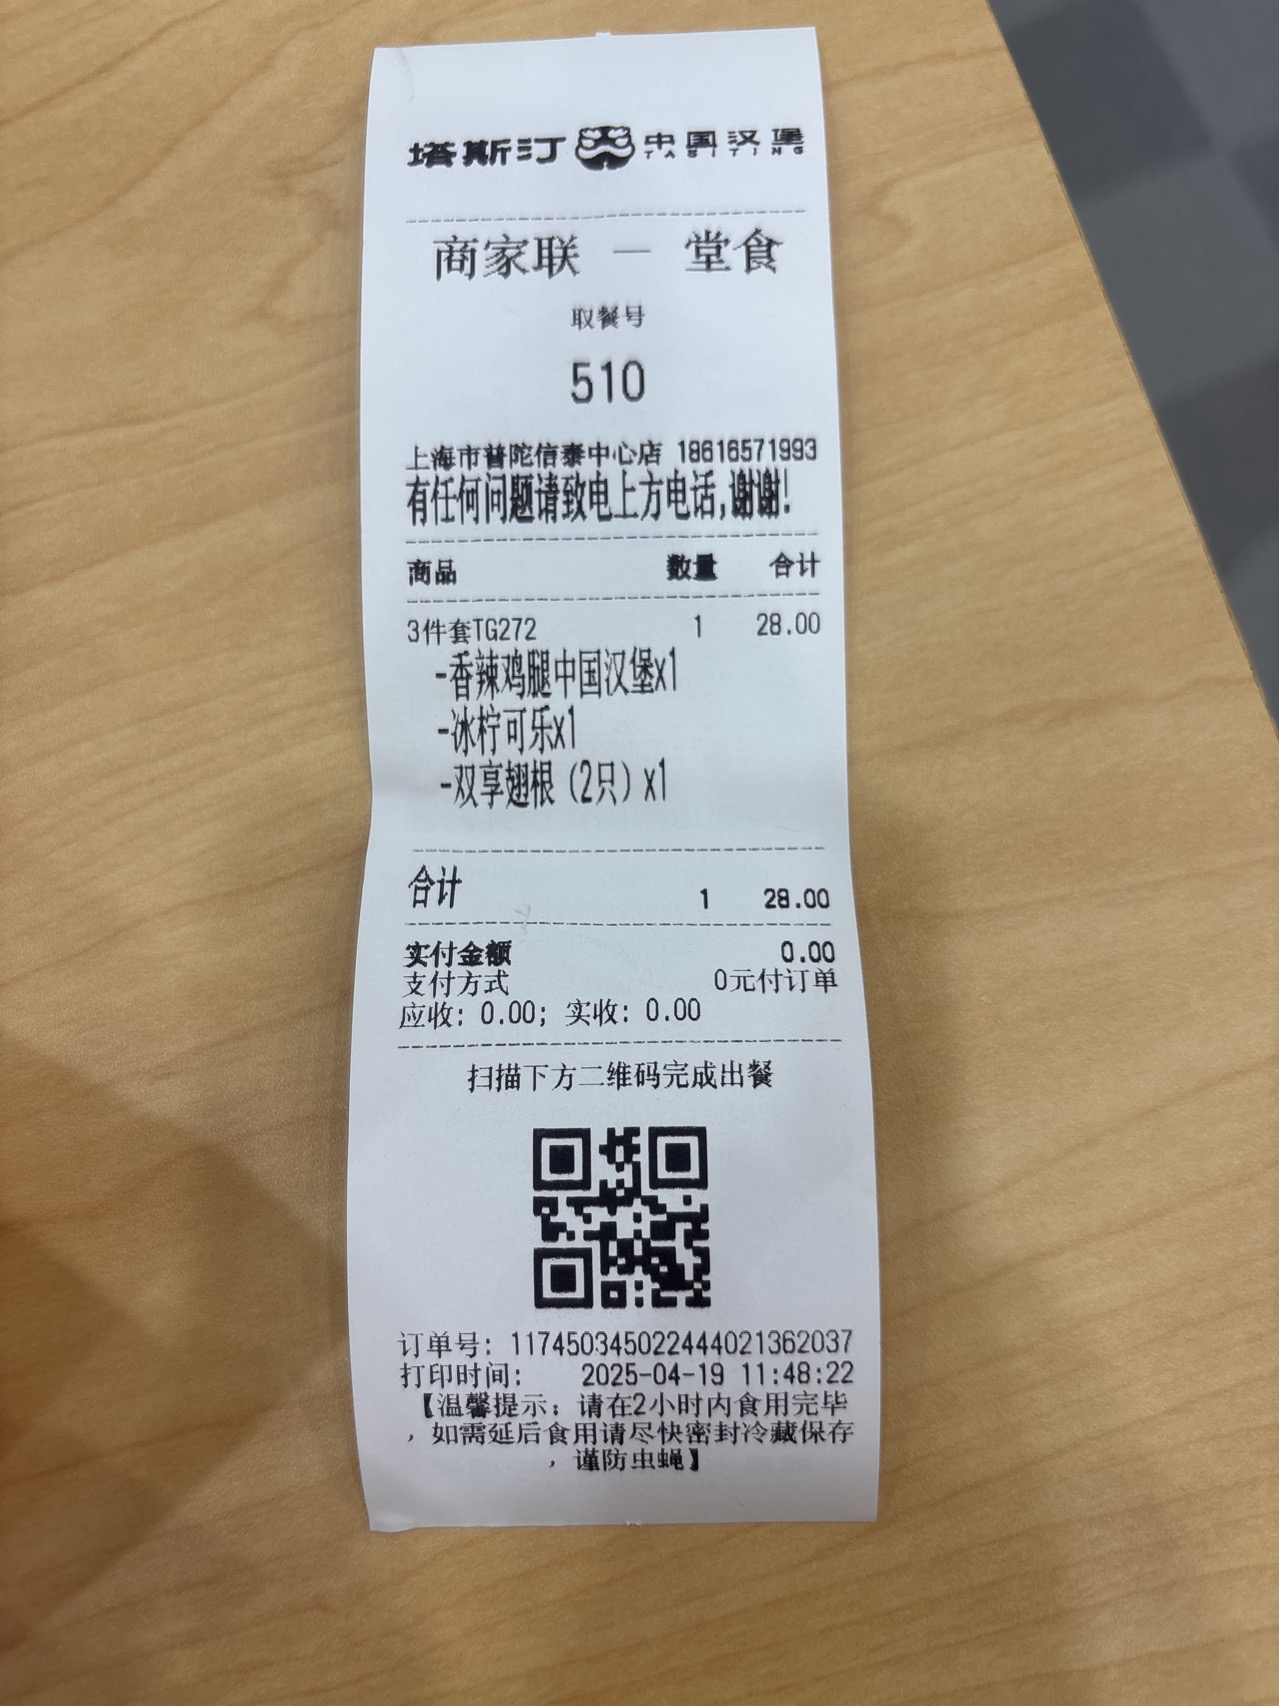 塔斯汀 中国汉堡
TASITING
商家联 — 堂食
取餐号
510
上海市普陀信泰中心店 18616571993
有任何问题请致电上方电话,谢谢!
商品 数量 合计
3件套TG272 1 28.00
-香辣鸡腿中国汉堡x1
-冰柠可乐x1
-双享翅根（2只）x1
合计 1 28.00
实付金额 0.00
支付方式 0元付订单
应收: 0.00; 实收: 0.00
扫描下方二维码完成出餐
订单号: 117450345022444021362037
打印时间: 2025-04-19 11:48:22
【温馨提示：请在2小时内食用完毕
，如需延后食用请尽快密封冷藏保存
，谨防虫蝇】